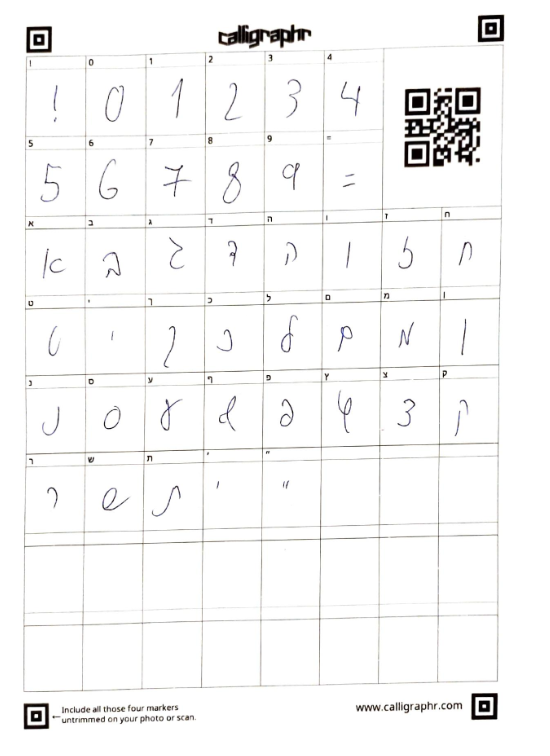 calligraphr
! 0 1 2 3 4
! 0 1 2 3 4
5 6 7 8 9 =
5 6 7 8 9 =
א ב ג ד ה ו ז ח
א ב ג ד ה ו ז ח
ט י ך כ ל ם מ ן
ט י ך כ ל ם מ ן
נ ס ע ף פ ץ צ ק
נ ס ע ף פ ץ צ ק
ר ש ת ׳ ״
ר ש ת ׳ ״
Include all those four markers
← untrimmed on your photo or scan.
www.calligraphr.com